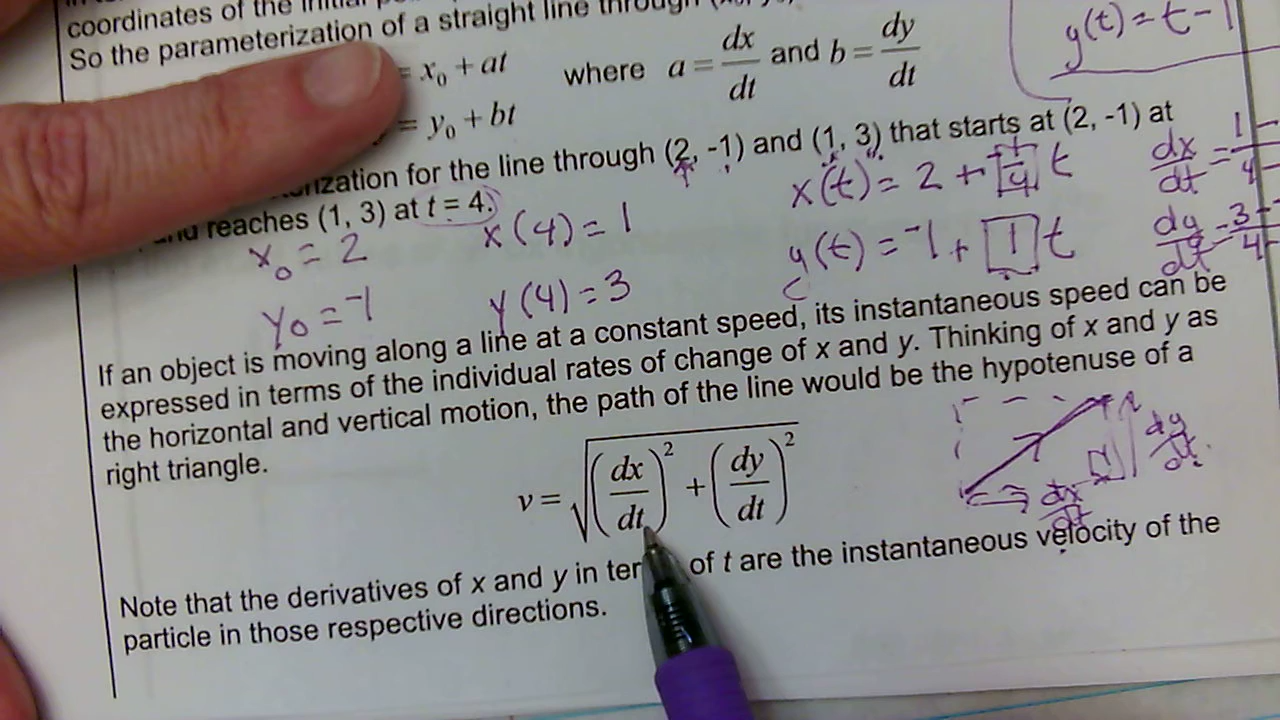 coordinates of the initial
So the parameterization of a straight line through
= x₀ + at where a = dx/dt and b = dy/dt
= y₀ + bt
y(t) = t - 1
for the line through (2, -1) and (1, 3) that starts at (2, -1) at
reaches (1, 3) at t = 4.
x(t) = 2 + t
y(t) = -1 + 1 t
dx/dt =
dy/dt =
x₀ = 2
x(4) = 1
y₀ = -1
y(4) = 3
If an object is moving along a line at a constant speed, its instantaneous speed can be
expressed in terms of the individual rates of change of x and y. Thinking of x and y as
the horizontal and vertical motion, the path of the line would be the hypotenuse of a
right triangle.
v = √((dx/dt)² + (dy/dt)²)
dy/dt
dx/dt
Note that the derivatives of x and y in of t are the instantaneous velocity of the
particle in those respective directions.